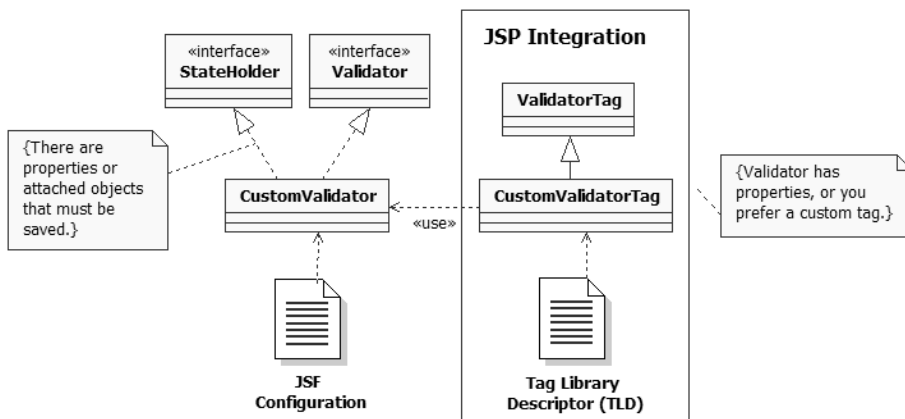 JSP Integration
«interface»
StateHolder
«interface»
Validator
ValidatorTag
{There are
properties or
attached objects
that must be
saved.}
CustomValidator
«use»
CustomValidatorTag
{Validator has
properties, or you
prefer a custom tag.}
JSF
Configuration
Tag Library
Descriptor (TLD)